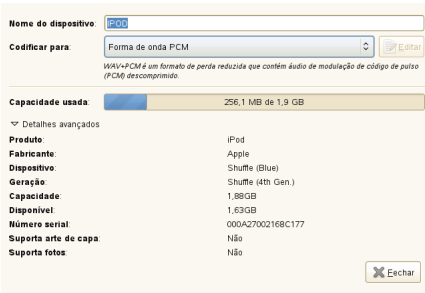 Nome do dispositivo: IPOD
Codificar para: Forma de onda PCM Editar
WAV+PCM é um formato de perda reduzida que contém áudio de modulação de código de pulso
(PCM) descomprimido.
Capacidade usada: 256,1 MB de 1,9 GB
Detalhes avançados
Produto: iPod
Fabricante: Apple
Dispositivo: Shuffle (Blue)
Geração: Shuffle (4th Gen.)
Capacidade: 1,88GB
Disponível: 1,63GB
Número serial: 000A27002168C177
Suporta arte de capa: Não
Suporta fotos: Não
Fechar